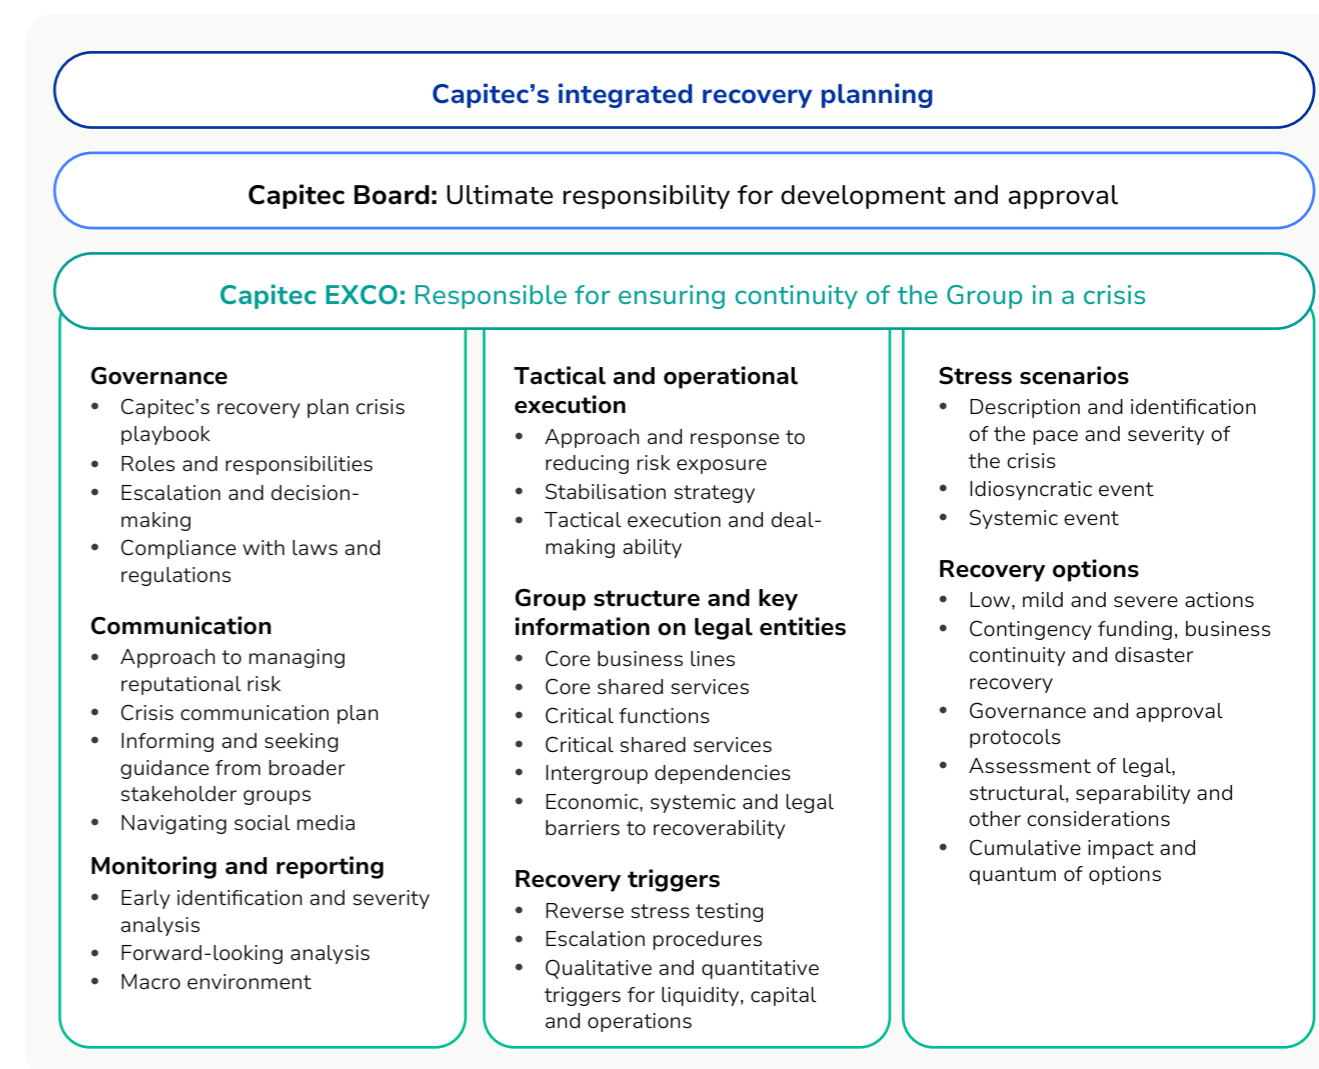 Capitec’s integrated recovery planning
Capitec Board: Ultimate responsibility for development and approval
Capitec EXCO: Responsible for ensuring continuity of the Group in a crisis
Governance
• Capitec’s recovery plan crisis
playbook
• Roles and responsibilities
• Escalation and decision-
making
• Compliance with laws and
regulations
Communication
• Approach to managing
reputational risk
• Crisis communication plan
• Informing and seeking
guidance from broader
stakeholder groups
• Navigating social media
Monitoring and reporting
• Early identification and severity
analysis
• Forward-looking analysis
• Macro environment
Tactical and operational
execution
• Approach and response to
reducing risk exposure
• Stabilisation strategy
• Tactical execution and deal-
making ability
Group structure and key
information on legal entities
• Core business lines
• Core shared services
• Critical functions
• Critical shared services
• Intergroup dependencies
• Economic, systemic and legal
barriers to recoverability
Recovery triggers
• Reverse stress testing
• Escalation procedures
• Qualitative and quantitative
triggers for liquidity, capital
and operations
Stress scenarios
• Description and identification
of the pace and severity of
the crisis
• Idiosyncratic event
• Systemic event
Recovery options
• Low, mild and severe actions
• Contingency funding, business
continuity and disaster
recovery
• Governance and approval
protocols
• Assessment of legal,
structural, separability and
other considerations
• Cumulative impact and
quantum of options